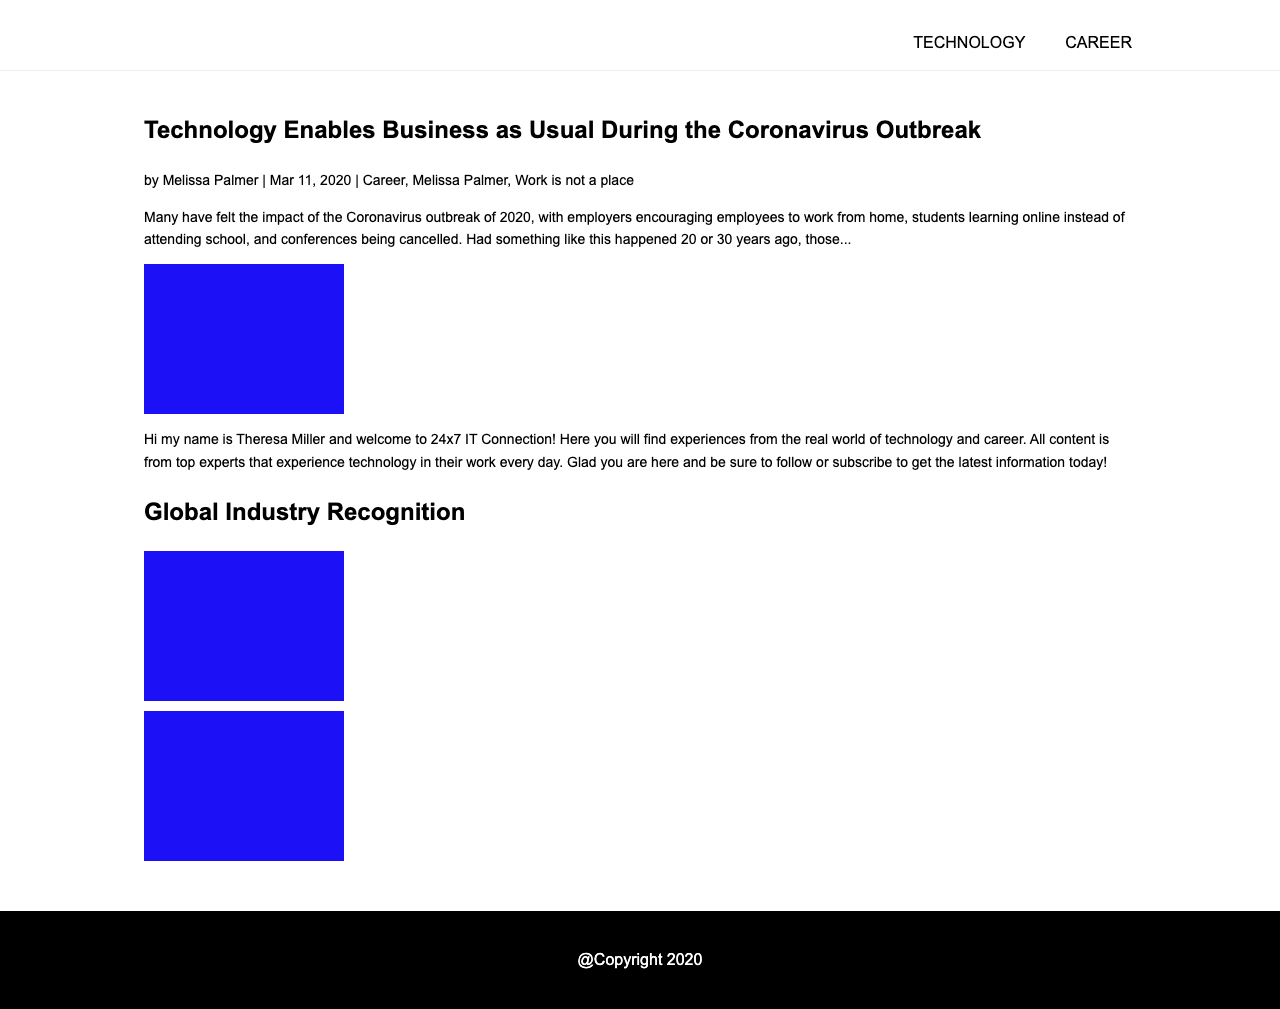 TECHNOLOGY CAREER
Technology Enables Business as Usual During the Coronavirus Outbreak
by Melissa Palmer | Mar 11, 2020 | Career, Melissa Palmer, Work is not a place
Many have felt the impact of the Coronavirus outbreak of 2020, with employers encouraging employees to work from home, students learning online instead of
attending school, and conferences being cancelled. Had something like this happened 20 or 30 years ago, those...
Hi my name is Theresa Miller and welcome to 24x7 IT Connection! Here you will find experiences from the real world of technology and career. All content is
from top experts that experience technology in their work every day. Glad you are here and be sure to follow or subscribe to get the latest information today!
Global Industry Recognition
@Copyright 2020